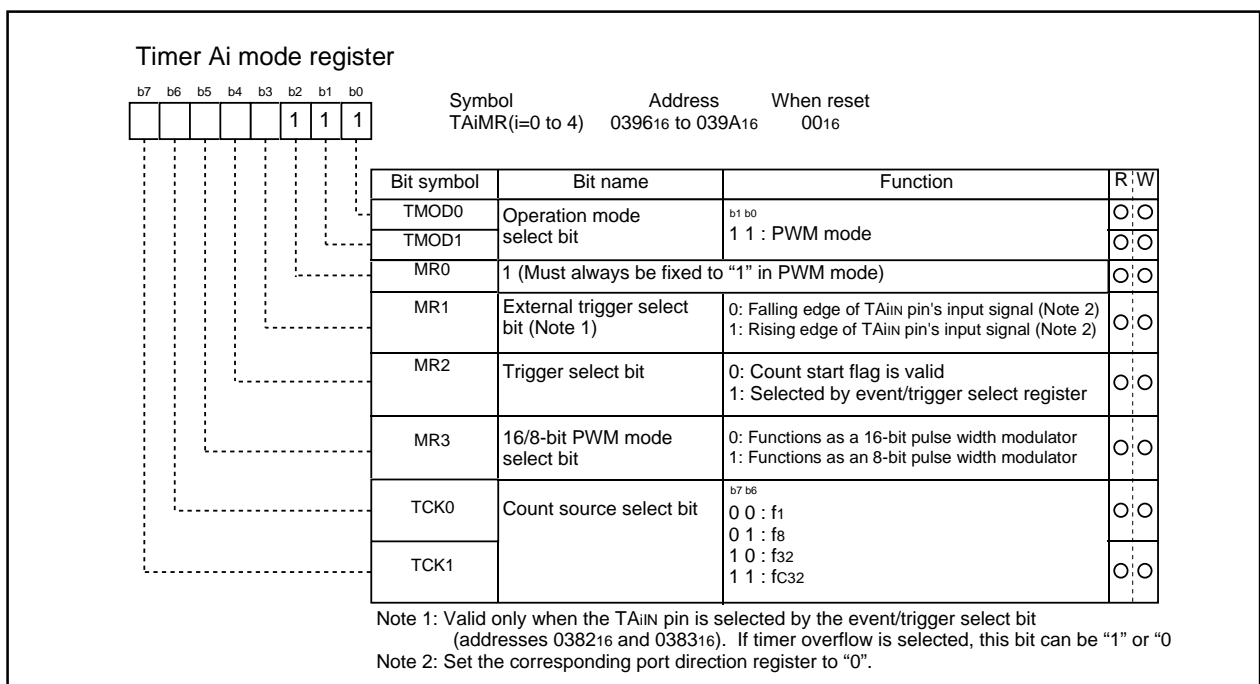 Timer Ai mode register
b7 b6 b5 b4 b3 b2 b1 b0
1 1 1
Symbol Address When reset
TAiMR(i=0 to 4) 039616 to 039A16 0016
Bit symbol Bit name Function R W
TMOD0
TMOD1
Operation mode
select bit
b1 b0
1 1 : PWM mode
MR0 1 (Must always be fixed to “1” in PWM mode)
MR1 External trigger select
bit (Note 1)
0: Falling edge of TAiIN pin's input signal (Note 2)
1: Rising edge of TAiIN pin's input signal (Note 2)
MR2 Trigger select bit
0: Count start flag is valid
1: Selected by event/trigger select register
MR3 16/8-bit PWM mode
select bit
0: Functions as a 16-bit pulse width modulator
1: Functions as an 8-bit pulse width modulator
TCK0
TCK1
Count source select bit
b7 b6
0 0 : f1
0 1 : f8
1 0 : f32
1 1 : fC32
Note 1: Valid only when the TAiIN pin is selected by the event/trigger select bit
(addresses 038216 and 038316). If timer overflow is selected, this bit can be “1” or “0
Note 2: Set the corresponding port direction register to “0”.